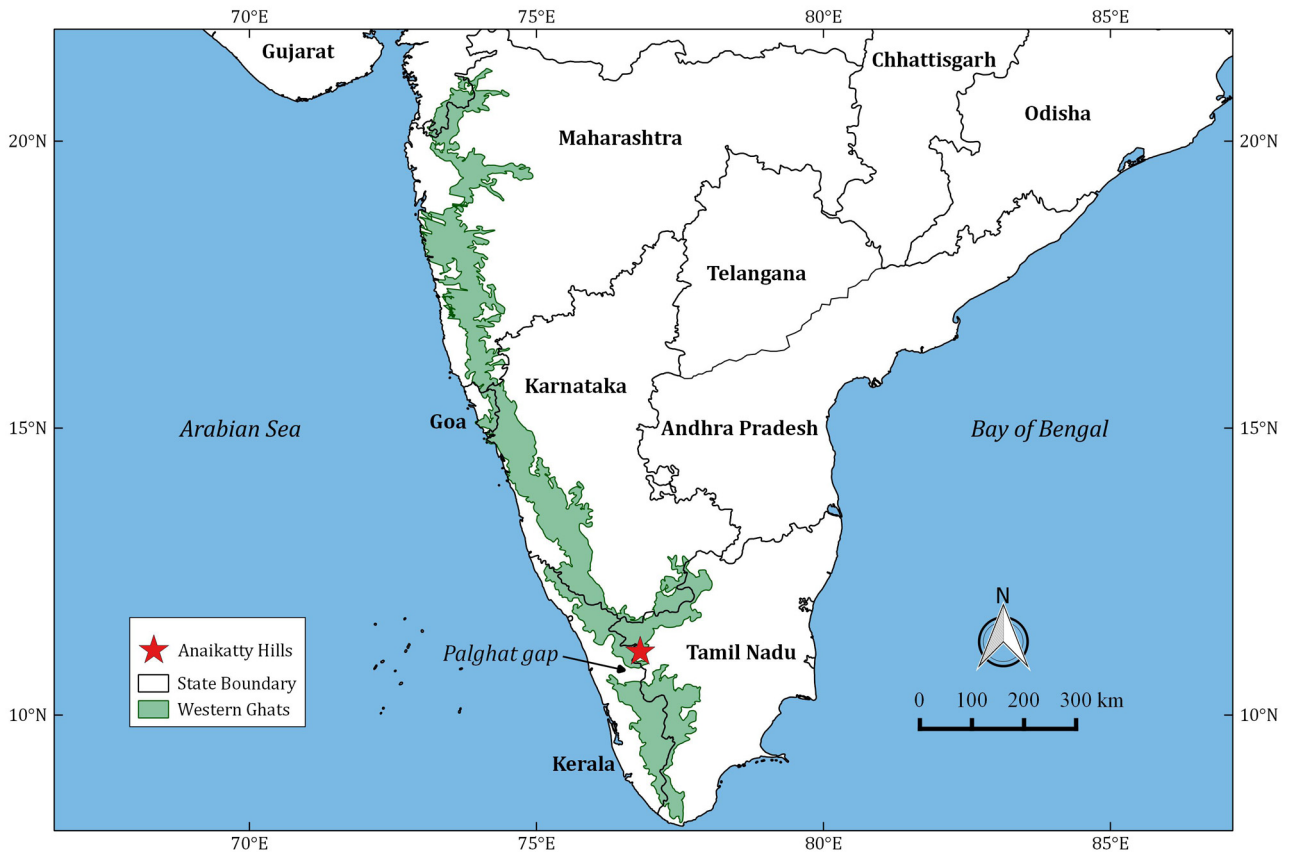 70°E 75°E 80°E 85°E
Gujarat
Chhattisgarh
Odisha
20°N 20°N
Maharashtra
Telangana
Karnataka
Goa
Arabian Sea
Andhra Pradesh
Bay of Bengal
15°N 15°N
N
Anaikatty Hills
State Boundary
Western Ghats
Palghat gap
Tamil Nadu
0 100 200 300 km
10°N 10°N
Kerala
70°E 75°E 80°E 85°E